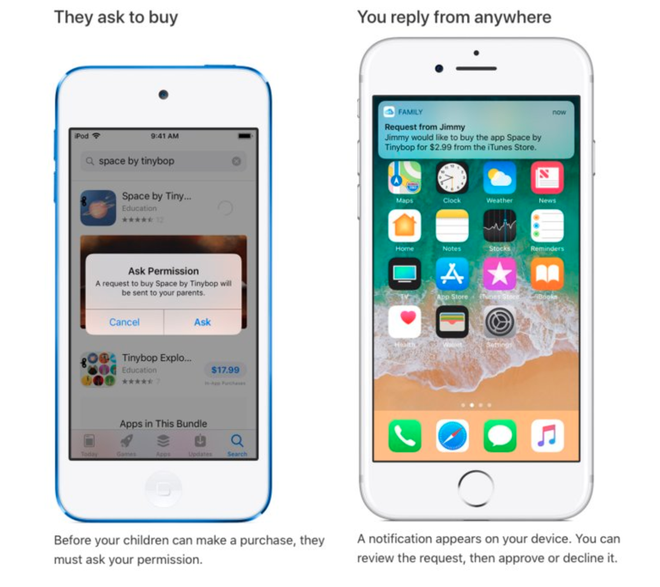 They ask to buy
You reply from anywhere
iPod
9:41 AM
space by tinybop
Space by Tiny...
Education
Ask Permission
A request to buy Space by Tinybop will
be sent to your parents.
Cancel
Ask
Tinybop Explo...
Education
$17.99
In-App Purchases
Apps in This Bundle
Today
Games
Apps
Updates
Search
FAMILY
now
Request from Jimmy
Jimmy would like to buy the app Space by
Tinybop for $2.99 from the iTunes Store.
Maps
Clock
Weather
News
Home
Notes
Stocks
Reminders
TV
App Store
iTunes Store
Books
Health
Wallet
Settings
Before your children can make a purchase, they
must ask your permission.
A notification appears on your device. You can
review the request, then approve or decline it.